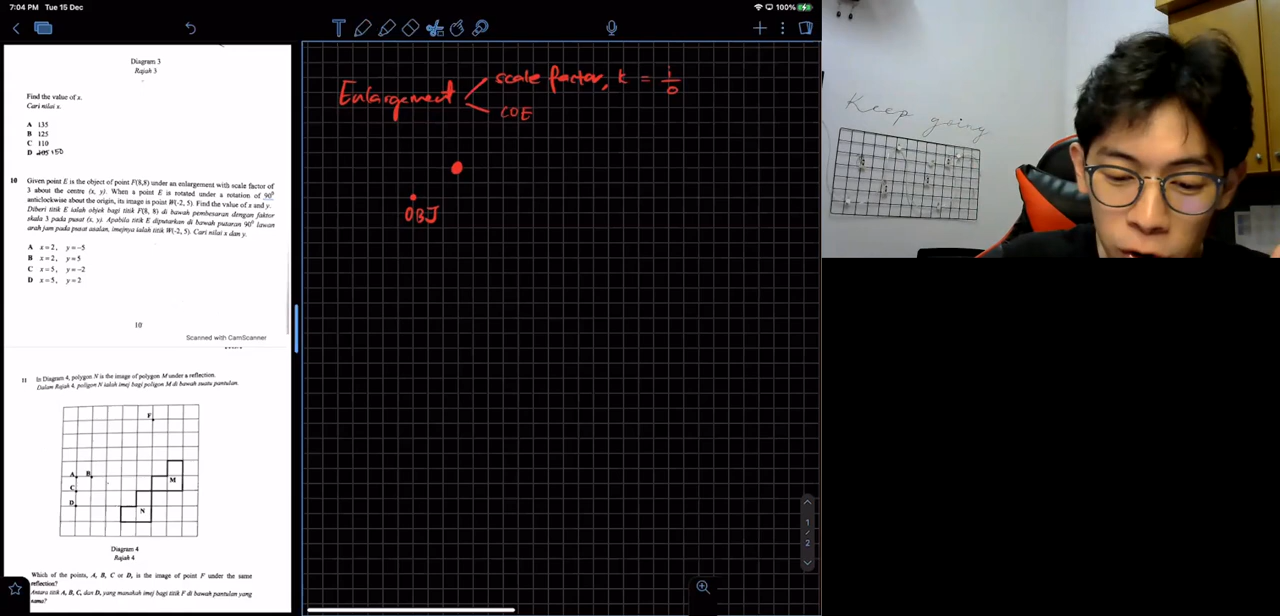 7:04 PM Tue 15 Dec
100%
Diagram 3
Rajah 3
Find the value of x.
Cari nilai x.
A 135
B 125
C 110
D 150
10 Given point E is the object of point F(8,8) under an enlargement with scale factor of
3 about the centre (x, y). When a point E is rotated under a rotation of 90°
anticlockwise about the origin, its image is point W(-2, 5). Find the value of x and y.
Diberi titik E ialah objek bagi titik F(8, 8) di bawah pembesaran dengan faktor
skala 3 pada pusat (x, y). Apabila titik E diputarkan di bawah putaran 90° lawan
arah jam pada pusat asalan, imejnya ialah titik W(-2, 5). Cari nilai x dan y.
A x=2, y=-5
B x=2, y=5
C x=5, y=-2
D x=5, y=2
10
Scanned with CamScanner
11 In Diagram 4, polygon N is the image of polygon M under a reflection.
Dalam Rajah 4, poligon N ialah imej bagi poligon M di bawah suatu pantulan.
F
A B
M
C
D
N
Diagram 4
Rajah 4
Which of the points, A, B, C or D, is the image of point F under the same
reflection?
Antara titik A, B, C, dan D, yang manakah imej bagi titik F di bawah pantulan yang
sama?
Enlargement
scale factor, k = i/o
COE
OBJ
1
2
Keep going